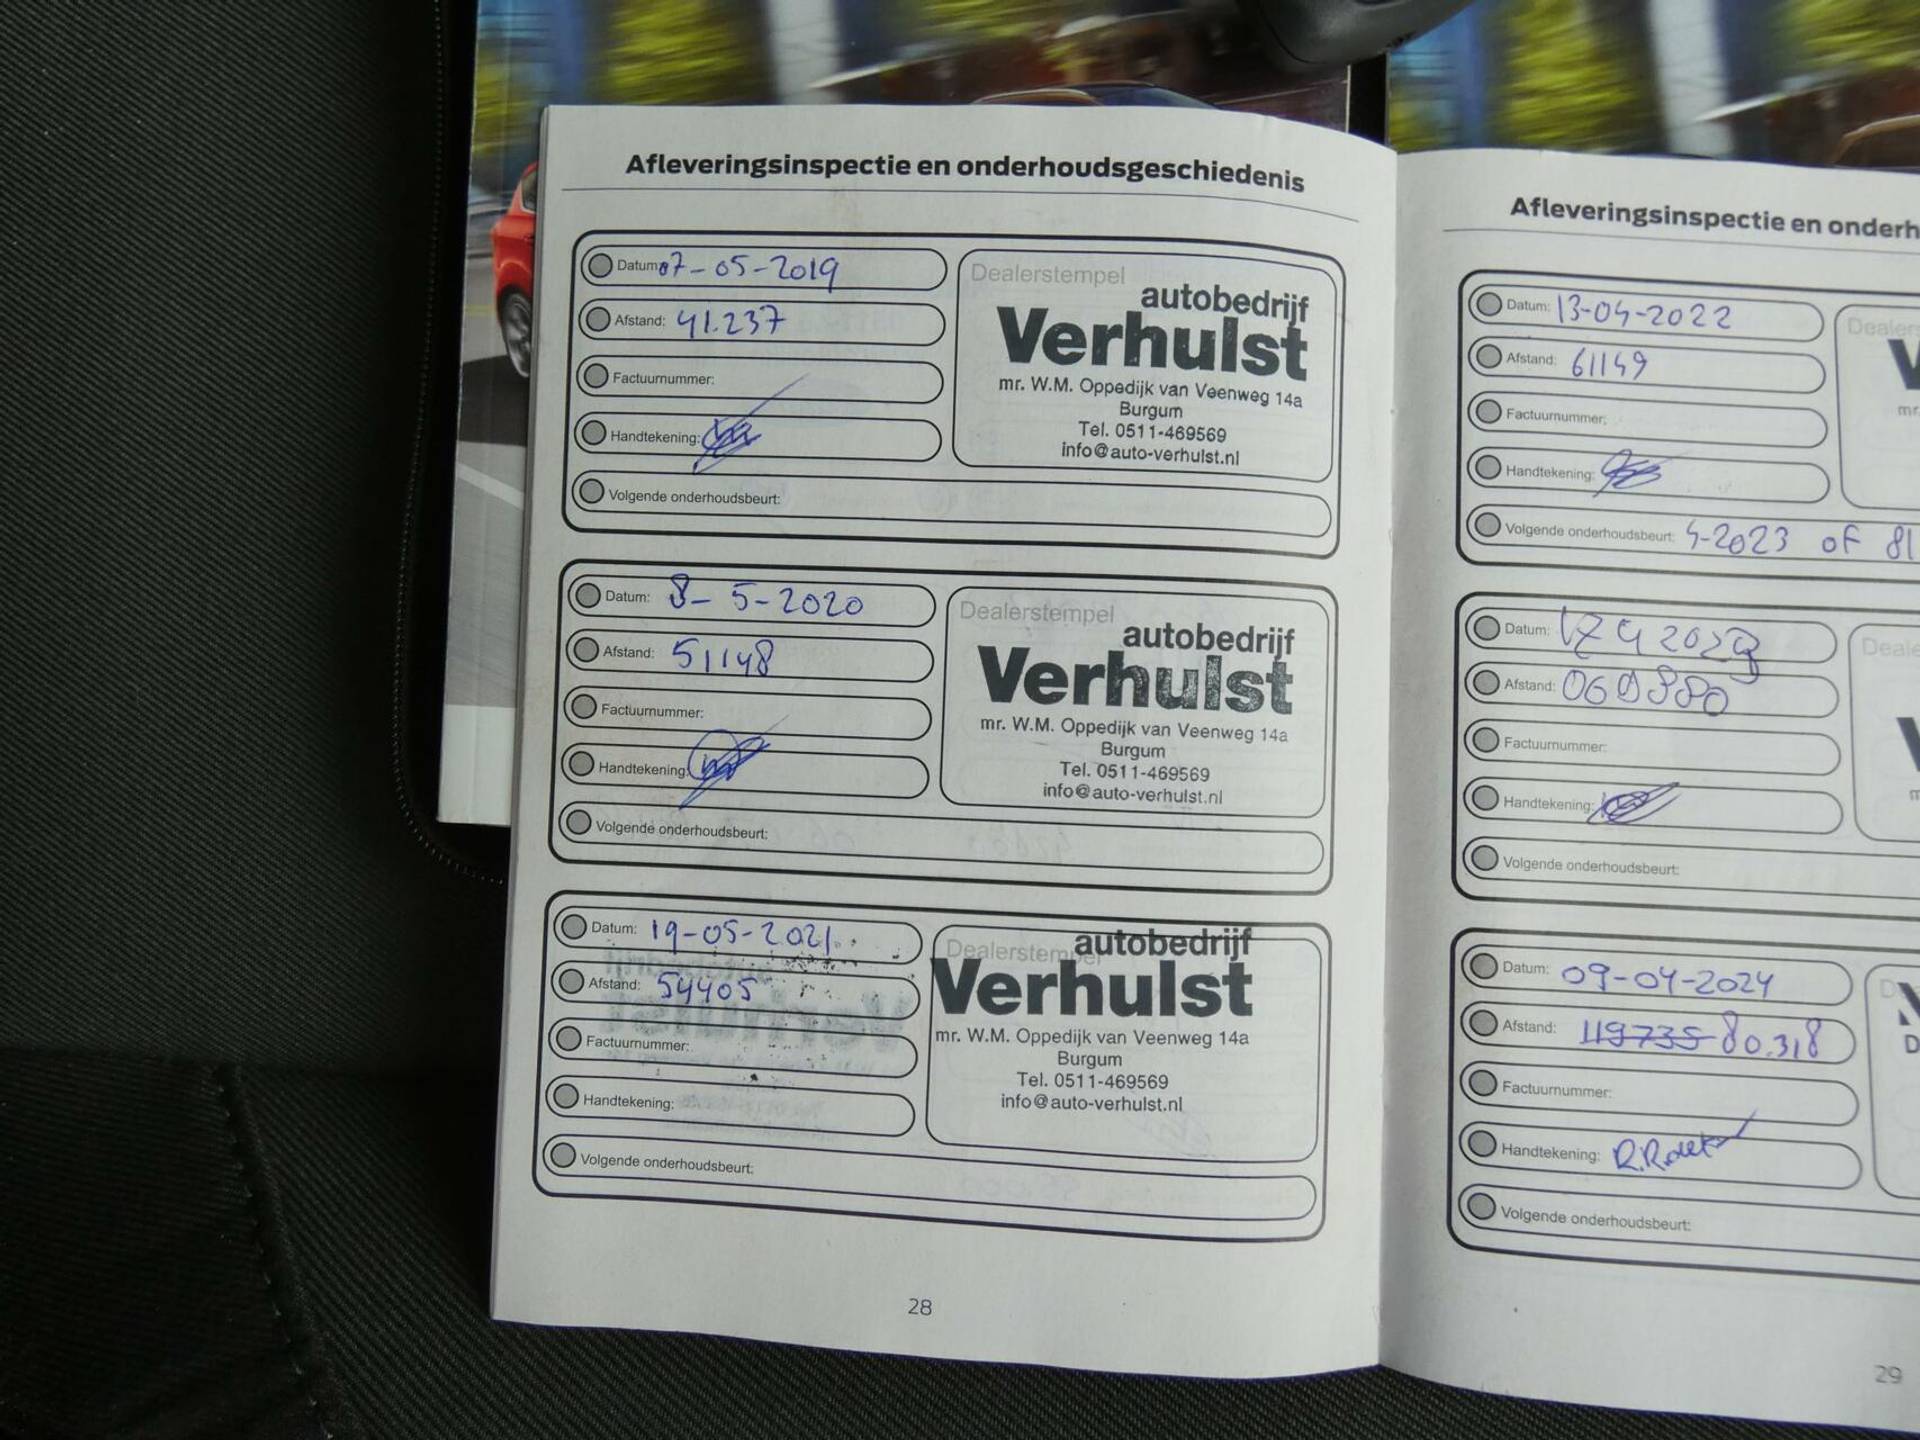 Afleveringsinspectie en onderhoudsgeschiedenis
Datum: 07-05-2019
Afstand: 41.237
Factuurnummer:
Handtekening:
Volgende onderhoudsbeurt:
Dealerstempel
autobedrijf
Verhulst
mr. W.M. Oppedijk van Veenweg 14a
Burgum
Tel. 0511-469569
info@auto-verhulst.nl
Datum: 8-5-2020
Afstand: 51148
Factuurnummer:
Handtekening:
Volgende onderhoudsbeurt:
Dealerstempel
autobedrijf
Verhulst
mr. W.M. Oppedijk van Veenweg 14a
Burgum
Tel. 0511-469569
info@auto-verhulst.nl
Datum: 19-05-2021
Afstand: 54405
Factuurnummer:
Handtekening:
Volgende onderhoudsbeurt:
Dealerstempel
autobedrijf
Verhulst
mr. W.M. Oppedijk van Veenweg 14a
Burgum
Tel. 0511-469569
info@auto-verhulst.nl
28
Afleveringsinspectie en onderh
Datum: 13-04-2022
Afstand: 61149
Factuurnummer:
Handtekening:
Volgende onderhoudsbeurt: 4-2023 of 81
Dealers
V
mr.
Datum:
Afstand: 069880
Factuurnummer:
Handtekening:
Volgende onderhoudsbeurt:
Deale
Datum: 09-04-2024
Afstand: 119735 80.318
Factuurnummer:
Handtekening:
Volgende onderhoudsbeurt:
D
29